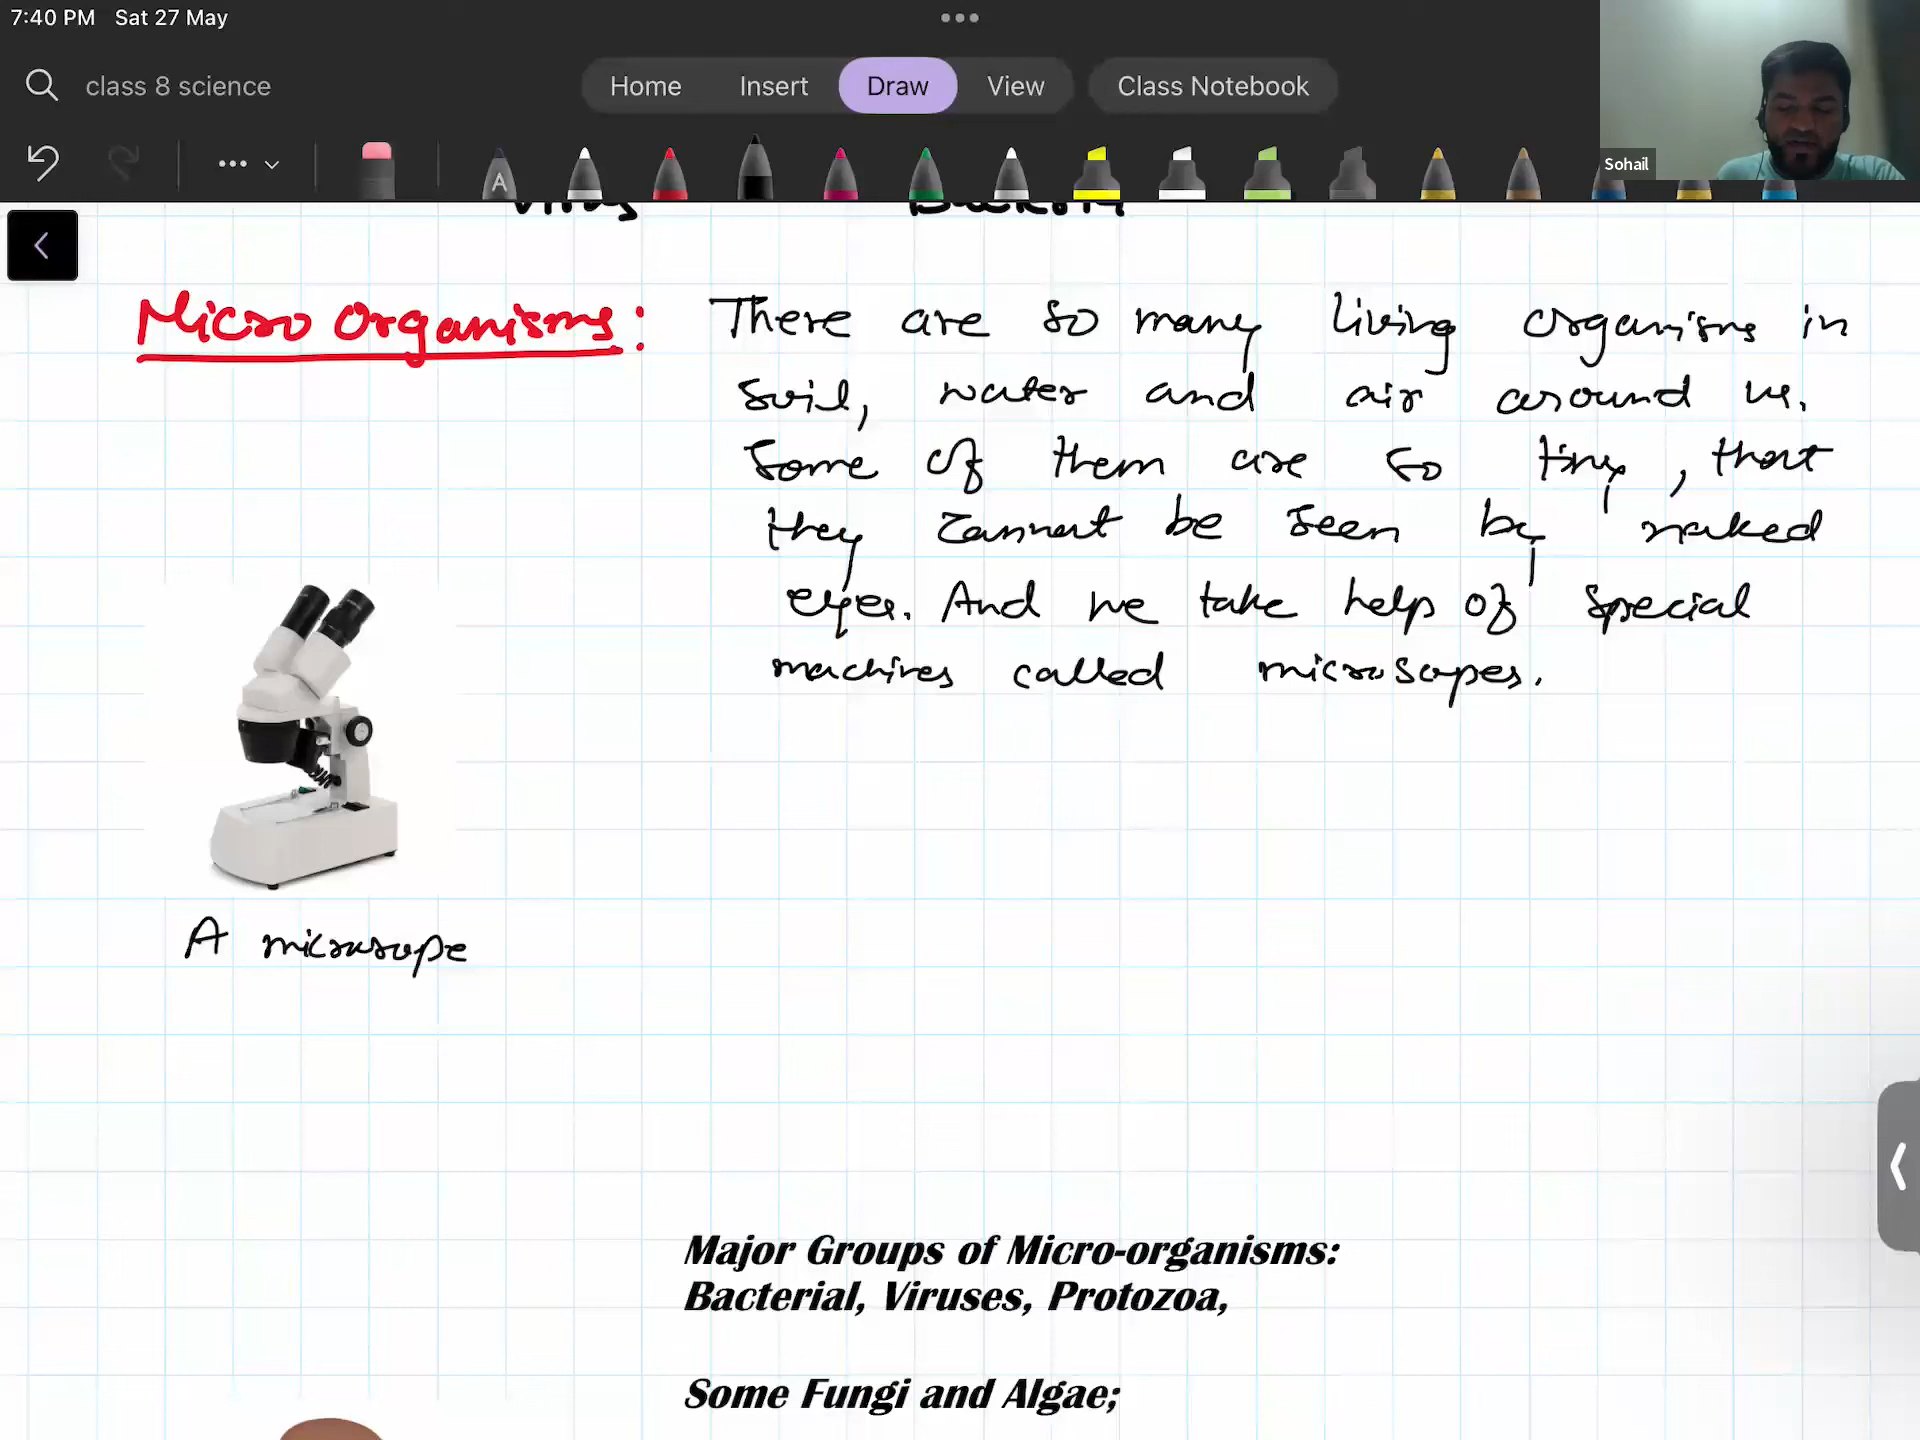 7:40 PM Sat 27 May
class 8 science
Home Insert Draw View Class Notebook
A
Sohail
Micro Organisms: There are so many living organisms in
soil, water and air around us.
Some of them are so tiny, that
they cannot be seen by naked
eyes. And we take help of special
machines called microscopes.
A microscope
Major Groups of Micro-organisms:
Bacterial, Viruses, Protozoa,
Some Fungi and Algae;